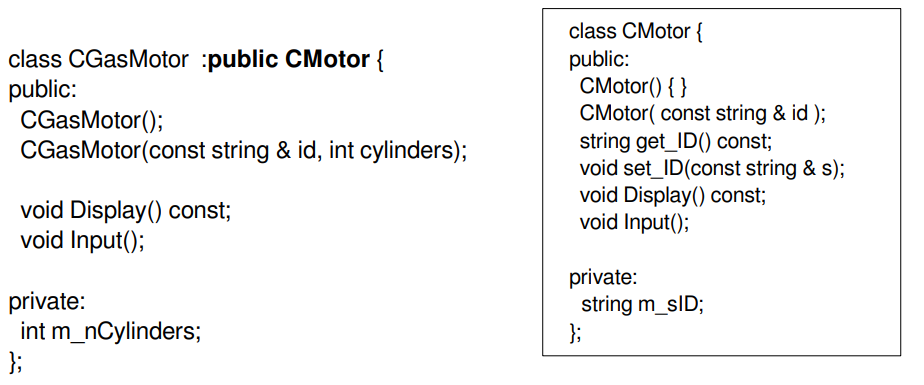 class CGasMotor :public CMotor {
public:
CGasMotor();
CGasMotor(const string & id, int cylinders);
void Display() const;
void Input();
private:
int m_nCylinders;
};
class CMotor {
public:
CMotor() { }
CMotor( const string & id );
string get_ID() const;
void set_ID(const string & s);
void Display() const;
void Input();
private:
string m_sID;
};